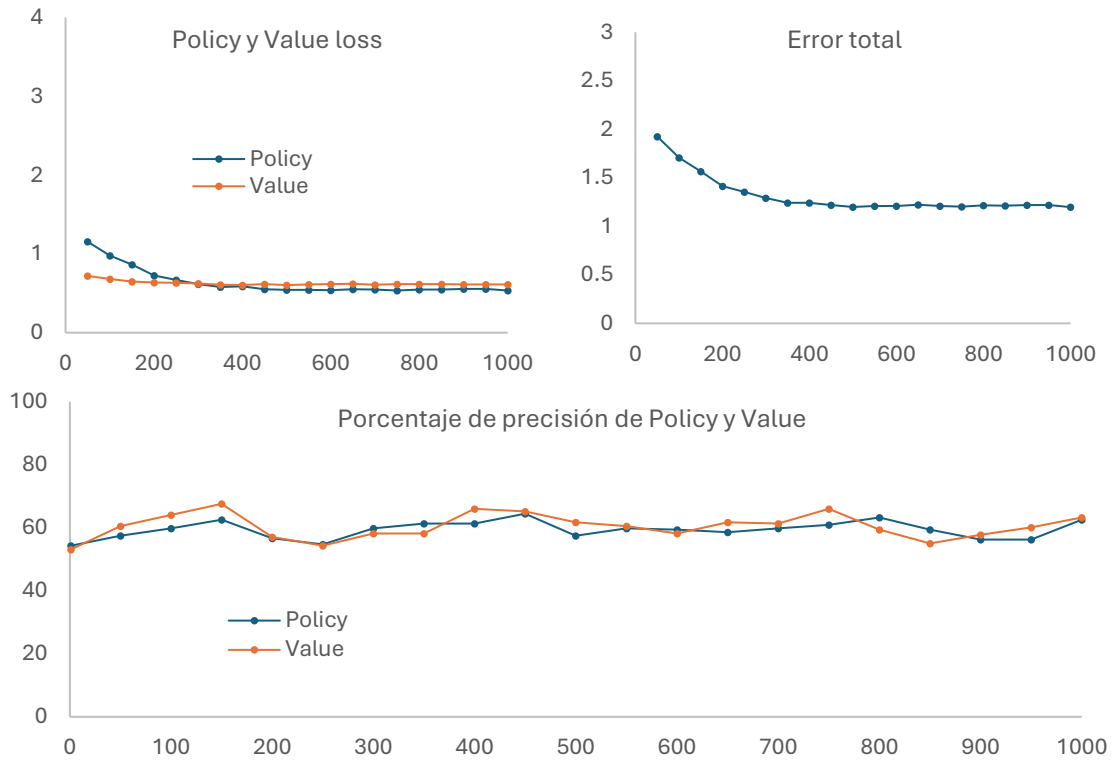 Policy y Value loss
4
3
2
1
0
Policy
Value
0 200 400 600 800 1000
Error total
3
2.5
2
1.5
1
0.5
0
0 200 400 600 800 1000
Porcentaje de precisión de Policy y Value
100
80
60
40
20
0
Policy
Value
0 100 200 300 400 500 600 700 800 900 1000